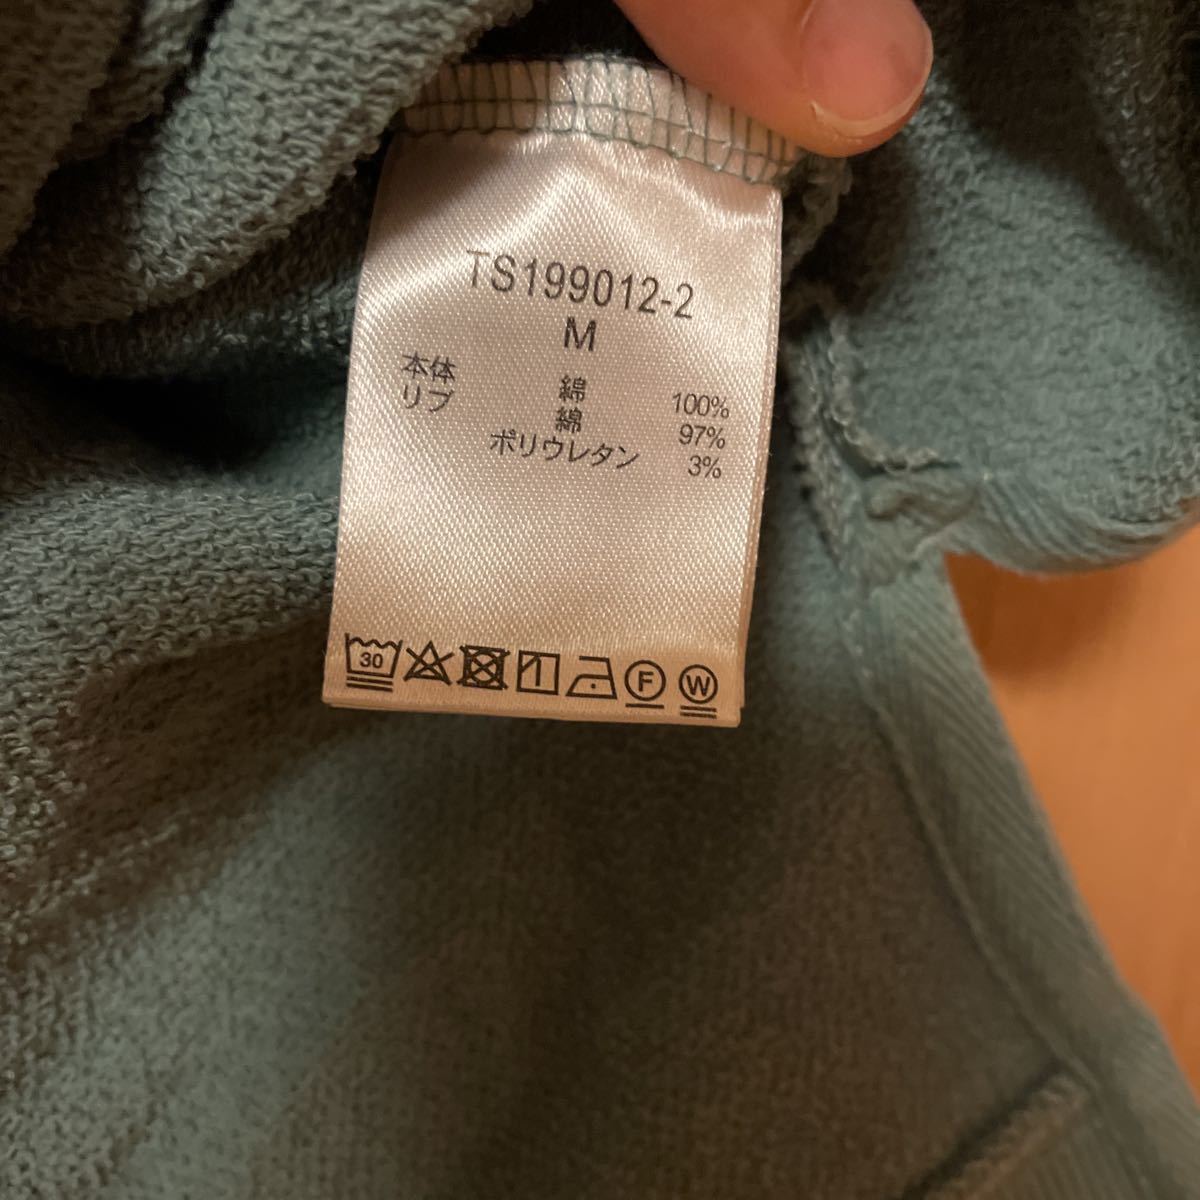 TS199012-2
M
本体 綿 100%
リブ 綿 97%
ポリウレタン 3%
30 F W